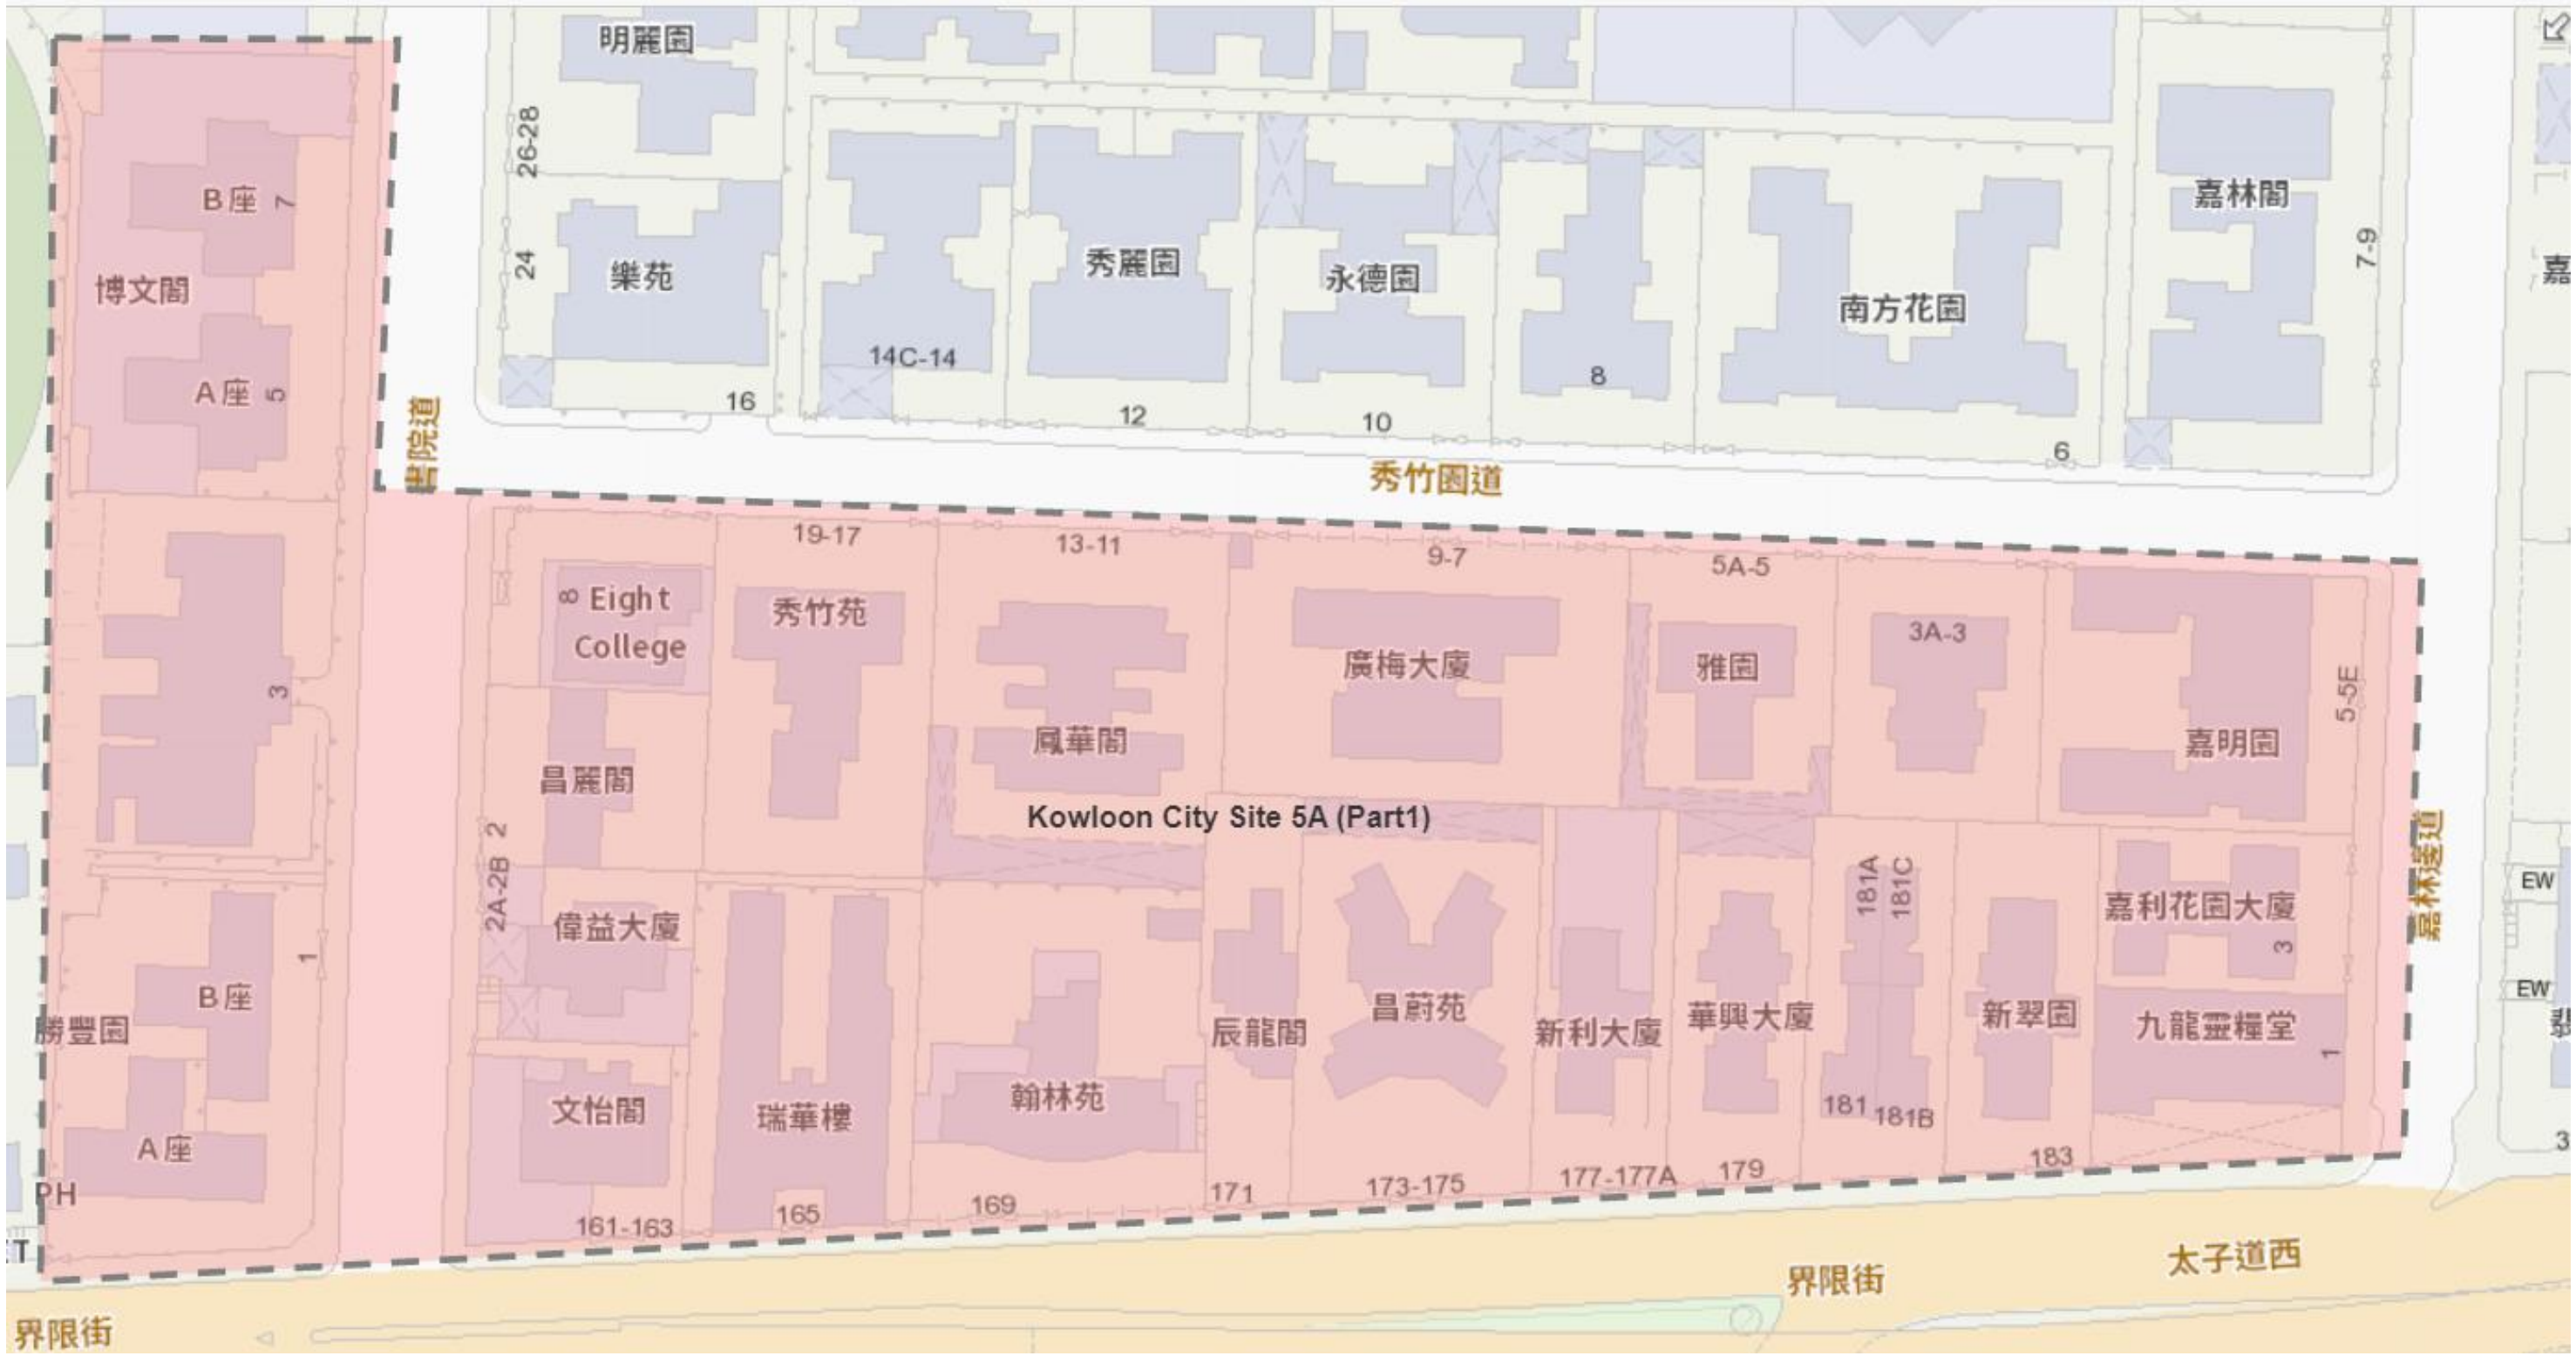 明麗園
26-28
B座
7
博文閣
24
樂苑
秀麗園
永德園
南方花園
嘉林閣
7-9
嘉
A座
5
14C-14
8
16
12
10
6
書院道
秀竹園道
19-17
13-11
9-7
5A-5
8
Eight
College
秀竹苑
3A-3
廣梅大廈
雅園
5-5E
3
鳳華閣
嘉明園
昌麗閣
Kowloon City Site 5A (Part1)
2
2A-2B
嘉林邊道
181A
181C
EW
偉益大廈
嘉利花園大廈
3
1
B座
EW
勝豐園
辰龍閣
昌蔚苑
新利大廈
華興大廈
新翠園
九龍靈糧堂
1
文怡閣
瑞華樓
翰林苑
181
181B
A座
3
PH
161-163
165
169
171
173-175
177-177A
179
183
太子道西
界限街
界限街